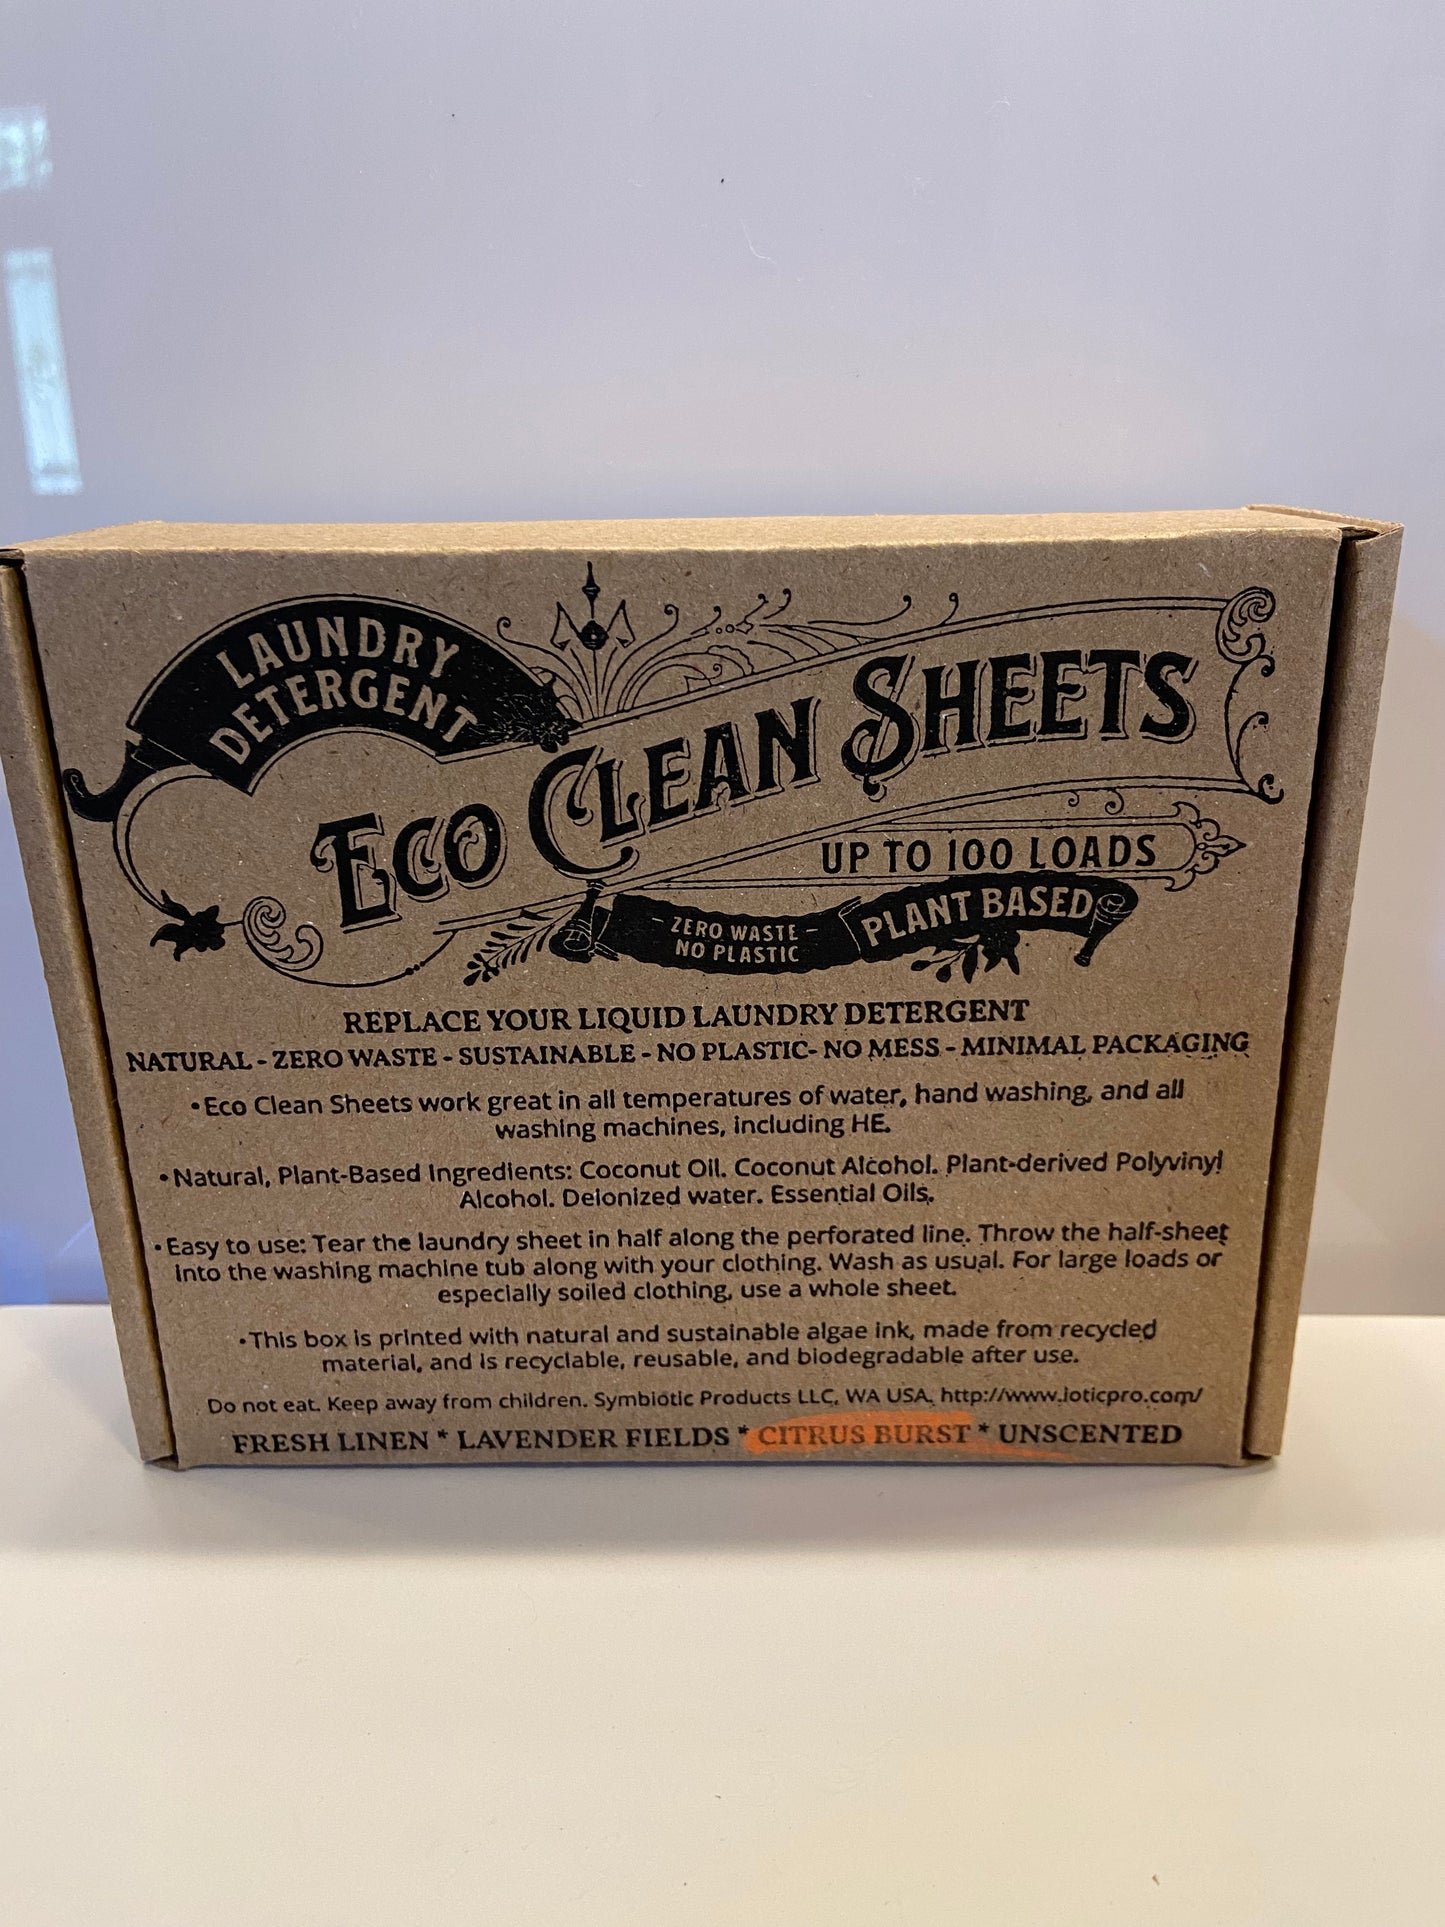 LAUNDRY
DETERGENT
ECO CLEAN SHEETS
UP TO 100 LOADS
- ZERO WASTE -
NO PLASTIC
PLANT BASED
REPLACE YOUR LIQUID LAUNDRY DETERGENT
NATURAL - ZERO WASTE - SUSTAINABLE - NO PLASTIC- NO MESS - MINIMAL PACKAGING
•Eco Clean Sheets work great in all temperatures of water, hand washing, and all
washing machines, including HE.
•Natural, Plant-Based Ingredients: Coconut Oil. Coconut Alcohol. Plant-derived Polyvinyl
Alcohol. Deionized water. Essential Oils.
•Easy to use: Tear the laundry sheet in half along the perforated line. Throw the half-sheet
into the washing machine tub along with your clothing. Wash as usual. For large loads or
especially soiled clothing, use a whole sheet.
•This box is printed with natural and sustainable algae ink, made from recycled
material, and is recyclable, reusable, and biodegradable after use.
Do not eat. Keep away from children. Symbiotic Products LLC, WA USA. http://www.ioticpro.com/
FRESH LINEN * LAVENDER FIELDS * CITRUS BURST * UNSCENTED